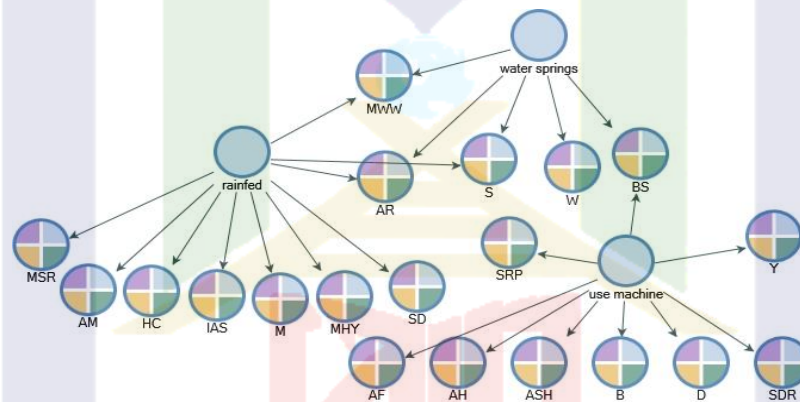 water springs
MWW
rainfed
AR
S
W
BS
MSR
SRP
use machine
Y
AM
HC
IAS
M
MHY
SD
AF
AH
ASH
B
D
SDR